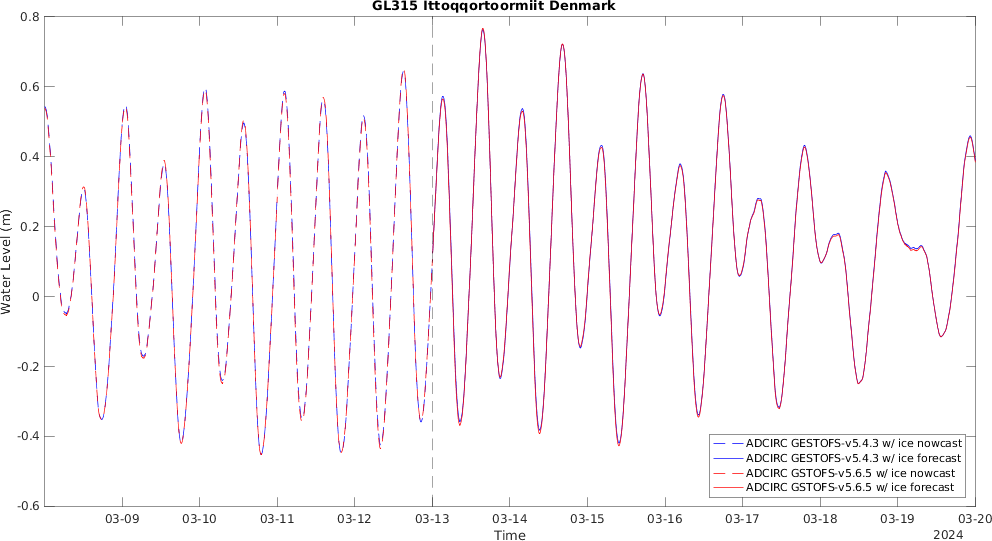 GL315 Ittoqqortoormiit Denmark
0.8
0.6
0.4
0.2
0
-0.2
-0.4
-0.6
Water Level (m)
ADCIRC GESTOFS-v5.4.3 w/ ice nowcast
ADCIRC GESTOFS-v5.4.3 w/ ice forecast
ADCIRC GSTOFS-v5.6.5 w/ ice nowcast
ADCIRC GSTOFS-v5.6.5 w/ ice forecast
03-09 03-10 03-11 03-12 03-13 03-14 03-15 03-16 03-17 03-18 03-19 03-20
Time
2024